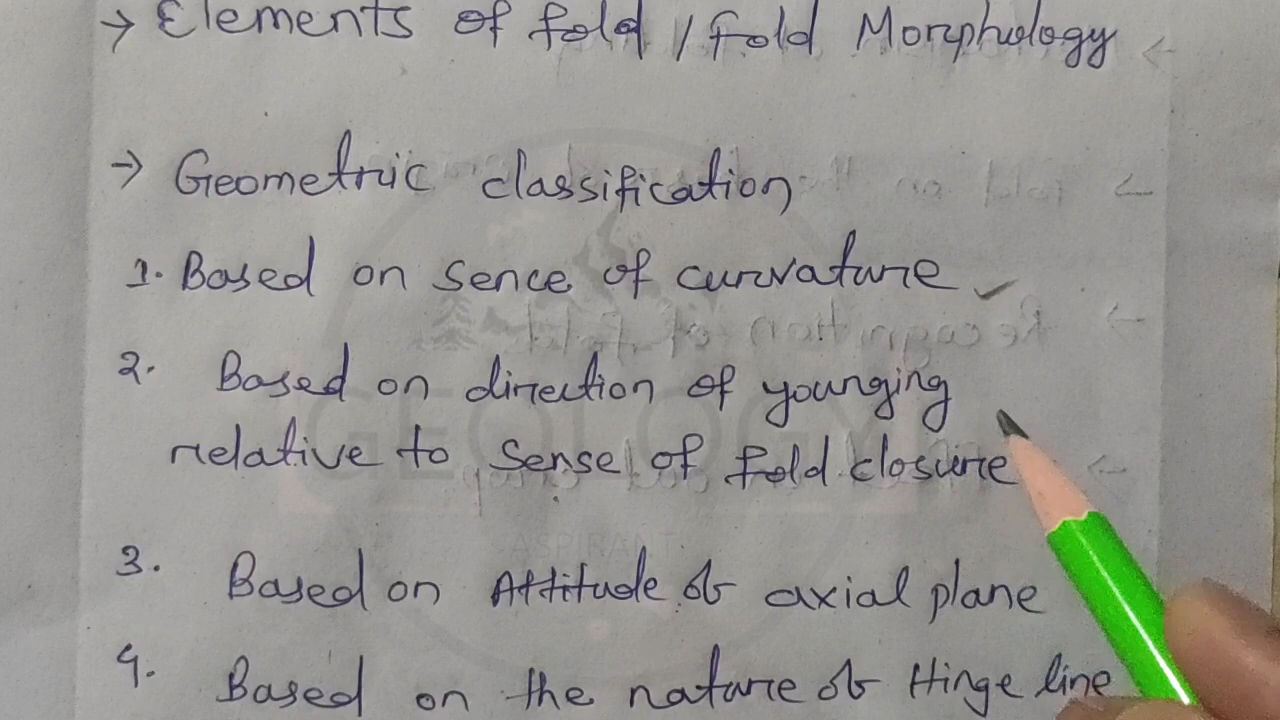 → Elements of fold / Fold Morphology
→ Geometric classification
1. Based on Sence of curvature
2. Based on direction of younging
relative to Sense of fold closure
3. Based on Attitude of axial plane
4. Based on the nature of Hinge line
GEOLOGY
ASPIRANT